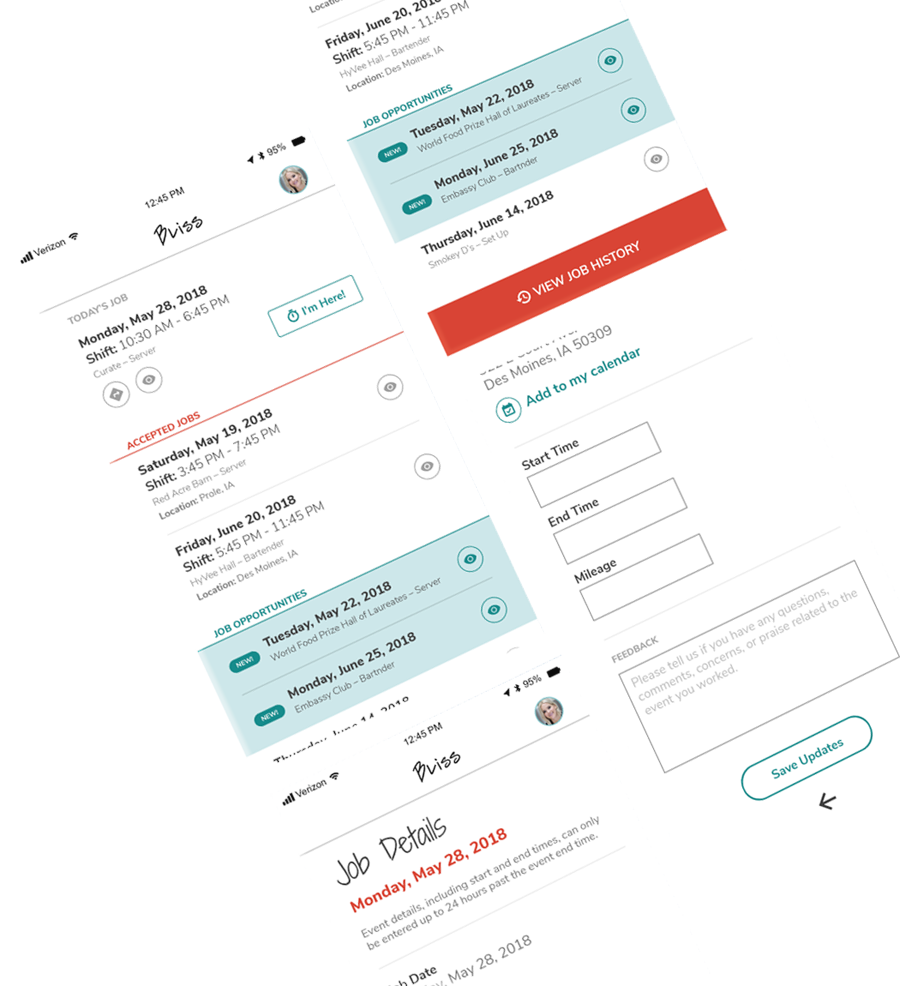 Verizon
12:45 PM
95%
Bliss
TODAY'S JOB
Monday, May 28, 2018
Shift: 10:30 AM - 6:45 PM
Curate – Server
I'm Here!
ACCEPTED JOBS
Saturday, May 19, 2018
Shift: 3:45 PM - 7:45 PM
Red Acre Barn – Server
Location: Prole, IA
Friday, June 20, 2018
Shift: 5:45 PM - 11:45 PM
HyVee Hall – Bartender
Location: Des Moines, IA
JOB OPPORTUNITIES
NEW!
Tuesday, May 22, 2018
World Food Prize Hall of Laureates – Server
NEW!
Monday, June 25, 2018
Embassy Club – Bartnder
Thursday, June 14, 2018
Verizon
12:45 PM
95%
Bliss
Job Details
Monday, May 28, 2018
Event details, including start and end times, can only
be entered up to 24 hours past the event end time.
Date
May 28, 2018
Location:
Friday, June 20, 2018
Shift: 5:45 PM - 11:45 PM
HyVee Hall – Bartender
Location: Des Moines, IA
JOB OPPORTUNITIES
NEW!
Tuesday, May 22, 2018
World Food Prize Hall of Laureates – Server
NEW!
Monday, June 25, 2018
Embassy Club – Bartnder
Thursday, June 14, 2018
Smokey D's – Set Up
VIEW JOB HISTORY
Des Moines, IA 50309
Add to my calendar
Start Time
End Time
Mileage
FEEDBACK
Please tell us if you have any questions,
comments, concerns, or praise related to the
event you worked.
Save Updates